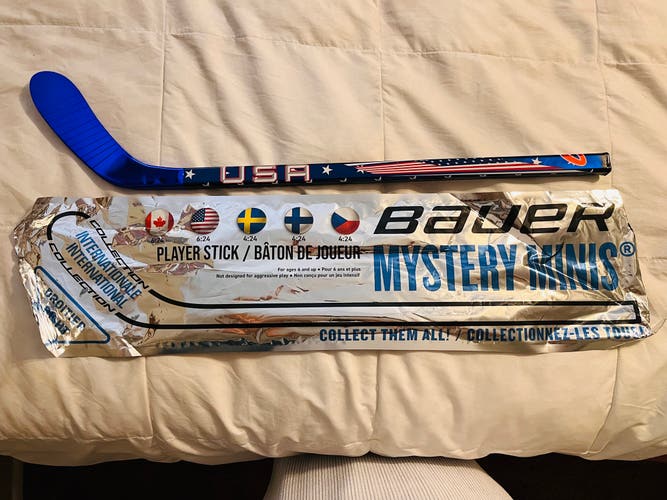 USA
BAUER
6:24
4:24
4:24
4:24
PLAYER STICK / BÂTON DE JOUEUR
MYSTERY MINIS®
For ages 6 and up • Pour 6 ans et plus
Not designed for aggressive play • Non conçu pour un jeu intensif
COLLECTION
INTERNATIONALE
INTERNATIONAL
COLLECTION
COLLECT THEM ALL! / COLLECTIONNEZ-LES TOUS